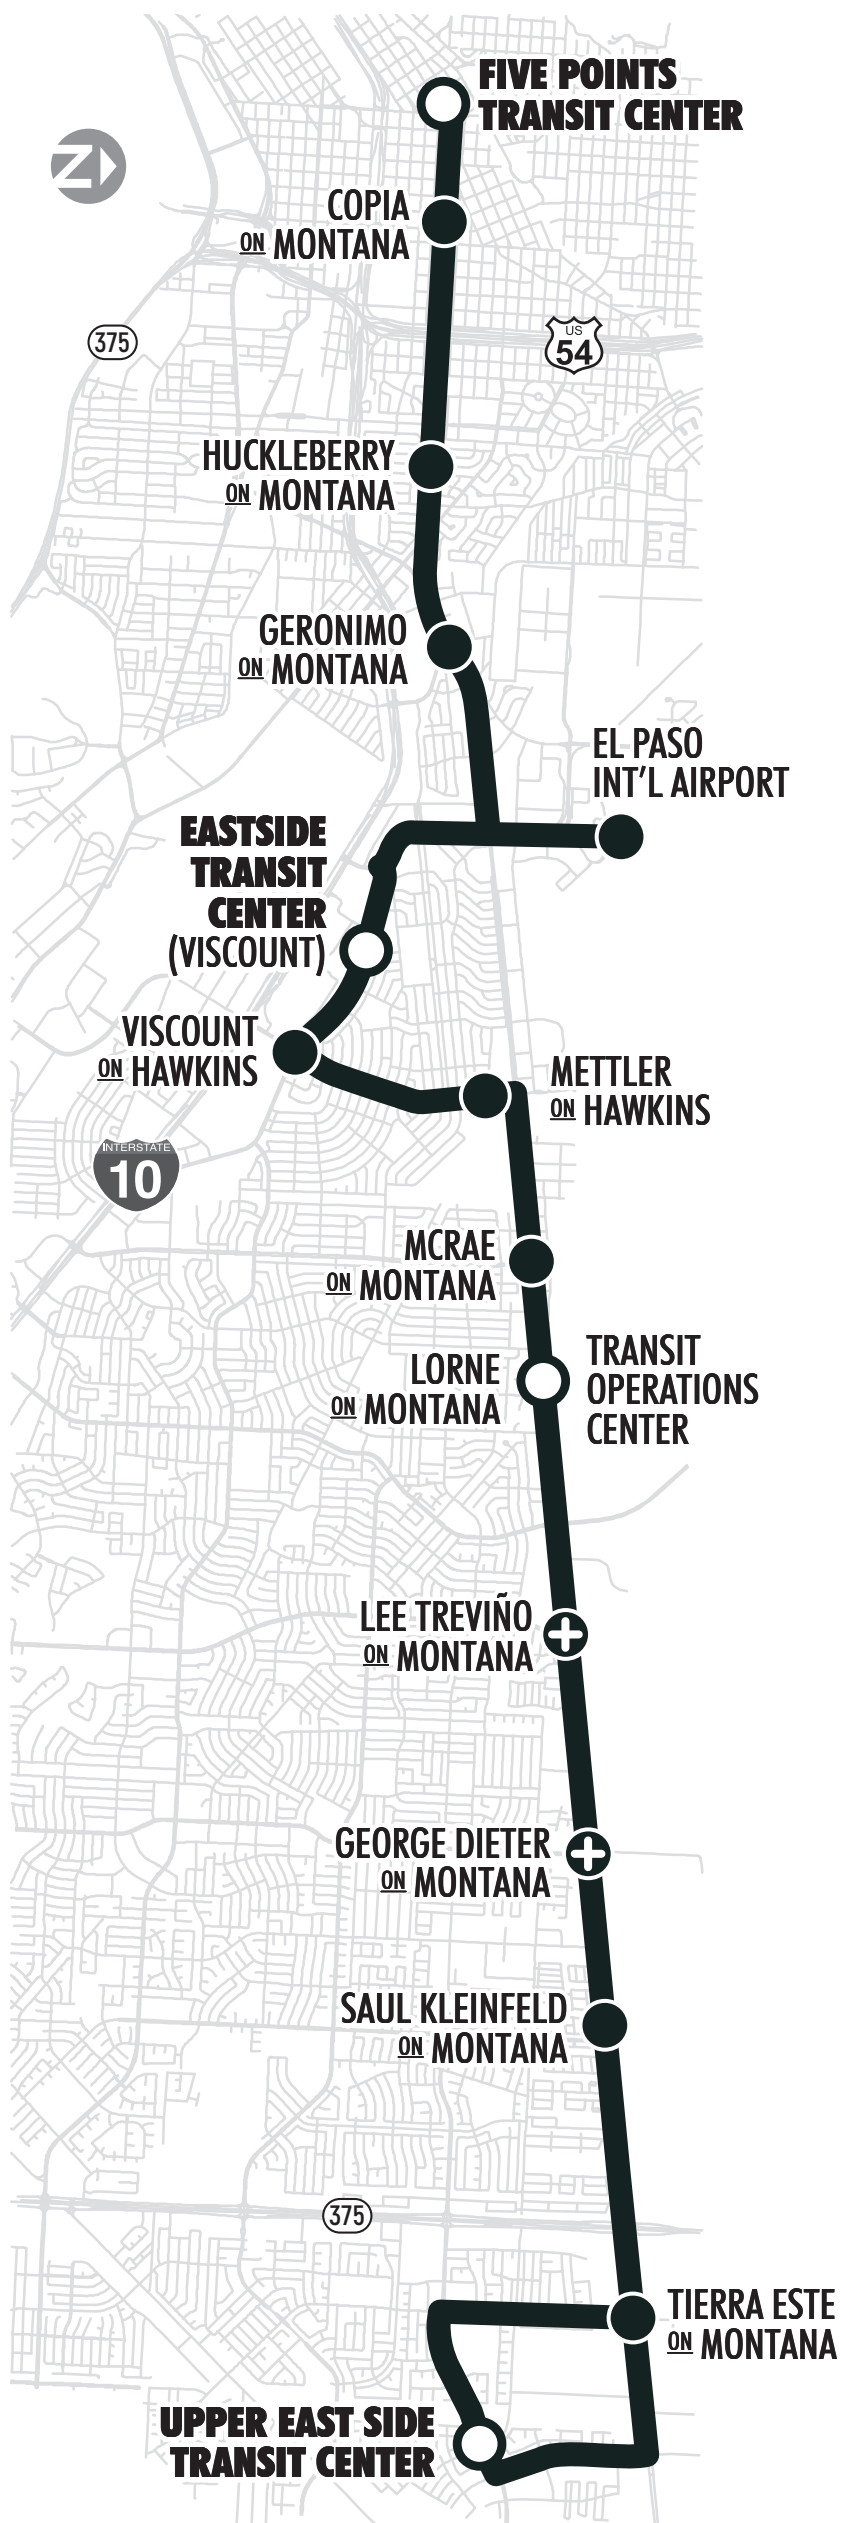 FIVE POINTS
TRANSIT CENTER
Z
COPIA
ON MONTANA
375
US
54
HUCKLEBERRY
ON MONTANA
GERONIMO
ON MONTANA
EL PASO
INT'L AIRPORT
EASTSIDE
TRANSIT
CENTER
(VISCOUNT)
VISCOUNT
ON HAWKINS
METTLER
ON HAWKINS
INTERSTATE
10
MCRAE
ON MONTANA
LORNE
ON MONTANA
TRANSIT
OPERATIONS
CENTER
LEE TREVIÑO
ON MONTANA
GEORGE DIETER
ON MONTANA
SAUL KLEINFELD
ON MONTANA
375
TIERRA ESTE
ON MONTANA
UPPER EAST SIDE
TRANSIT CENTER